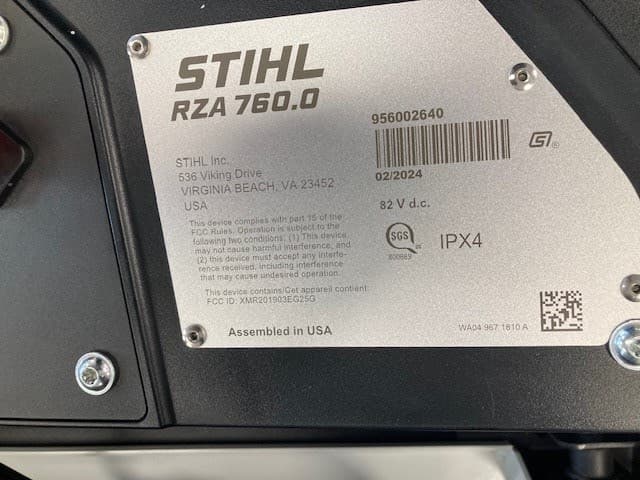 STIHL
RZA 760.0
956002640
02/2024
STIHL Inc.
536 Viking Drive
VIRGINIA BEACH, VA 23452
USA
82 V d.c.
This device complies with part 15 of the
FCC Rules. Operation is subject to the
following two conditions: (1) This device
may not cause harmful interference, and
(2) this device must accept any interfe-
rence received, including interference
that may cause undesired operation.
SGS
800869
IPX4
This device contains/Cet appareil contient:
FCC ID: XMR201903EG25G
Assembled in USA
WA04 967 1810 A